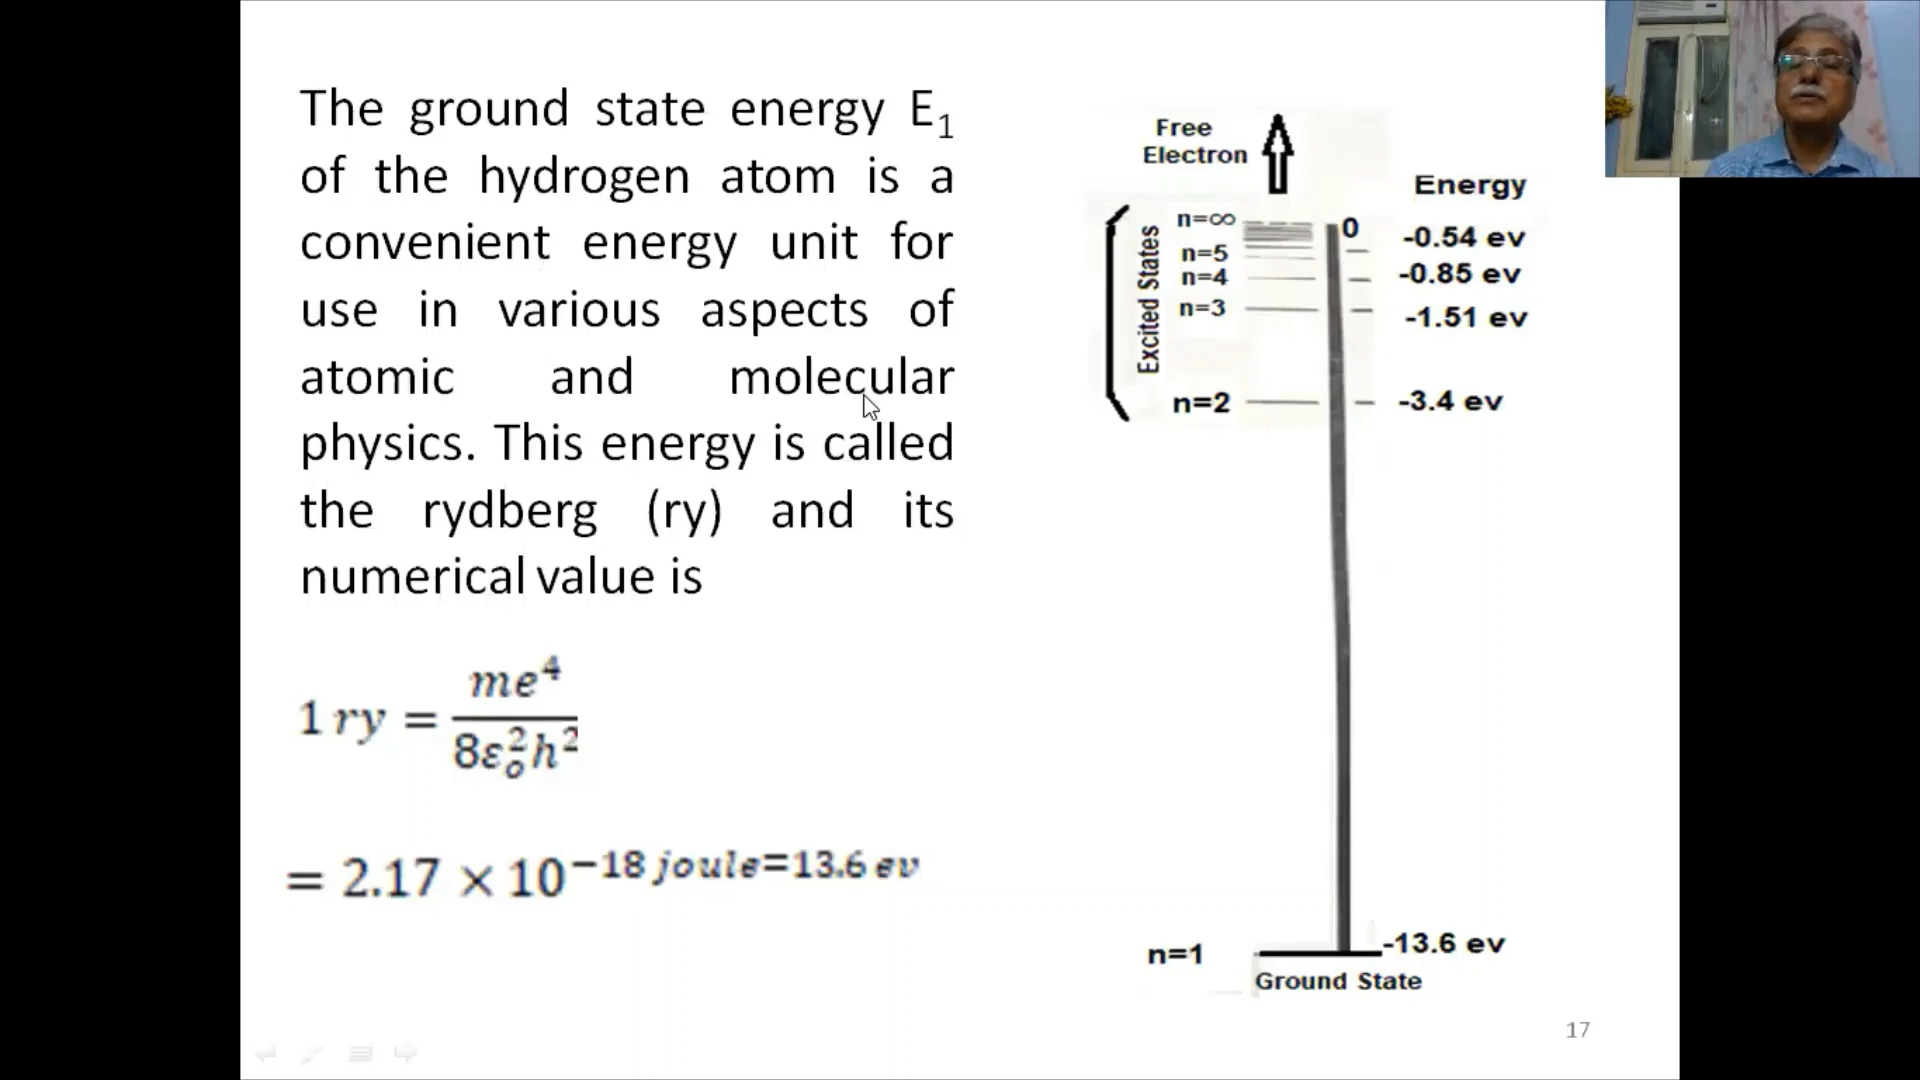 The ground state energy E₁
of the hydrogen atom is a
convenient energy unit for
use in various aspects of
atomic and molecular
physics. This energy is called
the rydberg (ry) and its
numerical value is
1 ry = me⁴ / 8ε₀²h²
= 2.17 × 10^−18 joule=13.6 ev
Free
Electron
Energy
Excited States
n=∞
0
-0.54 ev
n=5
n=4
-0.85 ev
n=3
-1.51 ev
n=2
-3.4 ev
n=1
-13.6 ev
Ground State
17